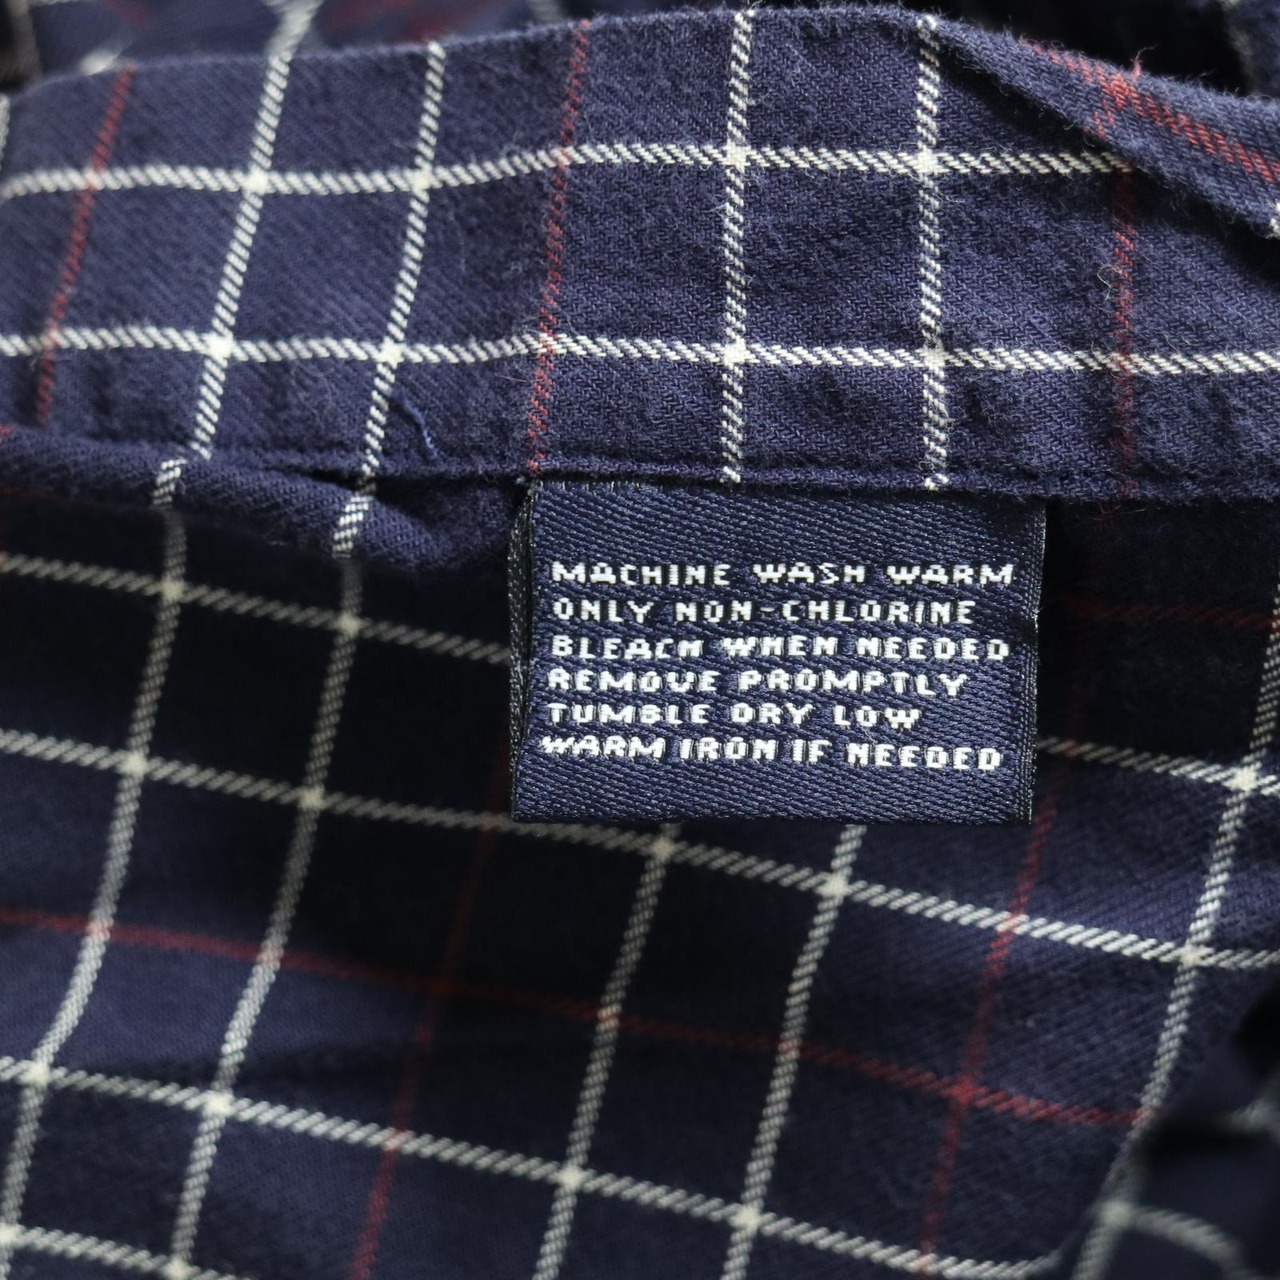 MACHINE WASH WARM
ONLY NON-CHLORINE
BLEACH WHEN NEEDED
REMOVE PROMPTLY
TUMBLE DRY LOW
WARM IRON IF NEEDED